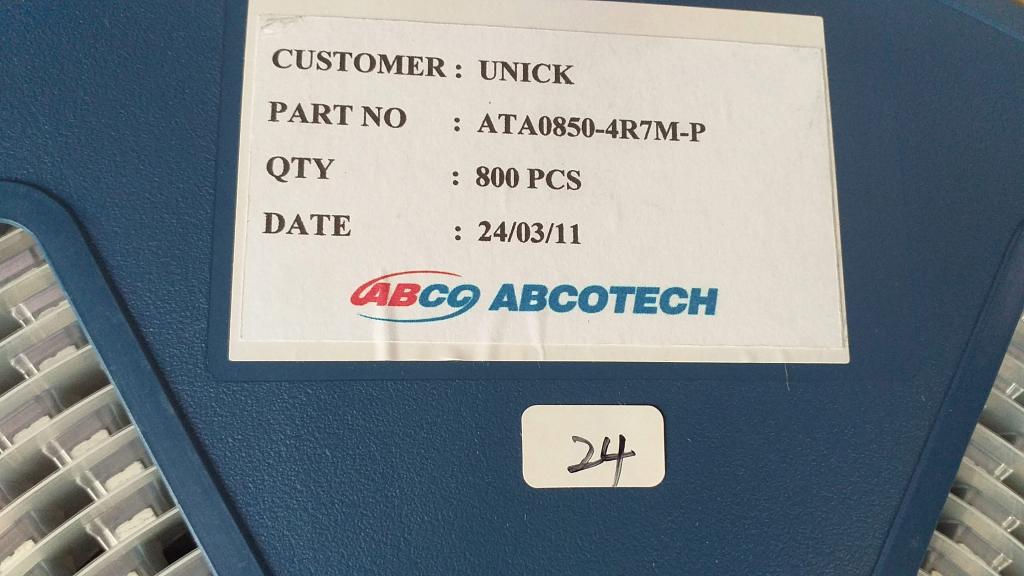 CUSTOMER : UNICK
PART NO : ATA0850-4R7M-P
QTY : 800 PCS
DATE : 24/03/11
ABCO ABCOTECH
24